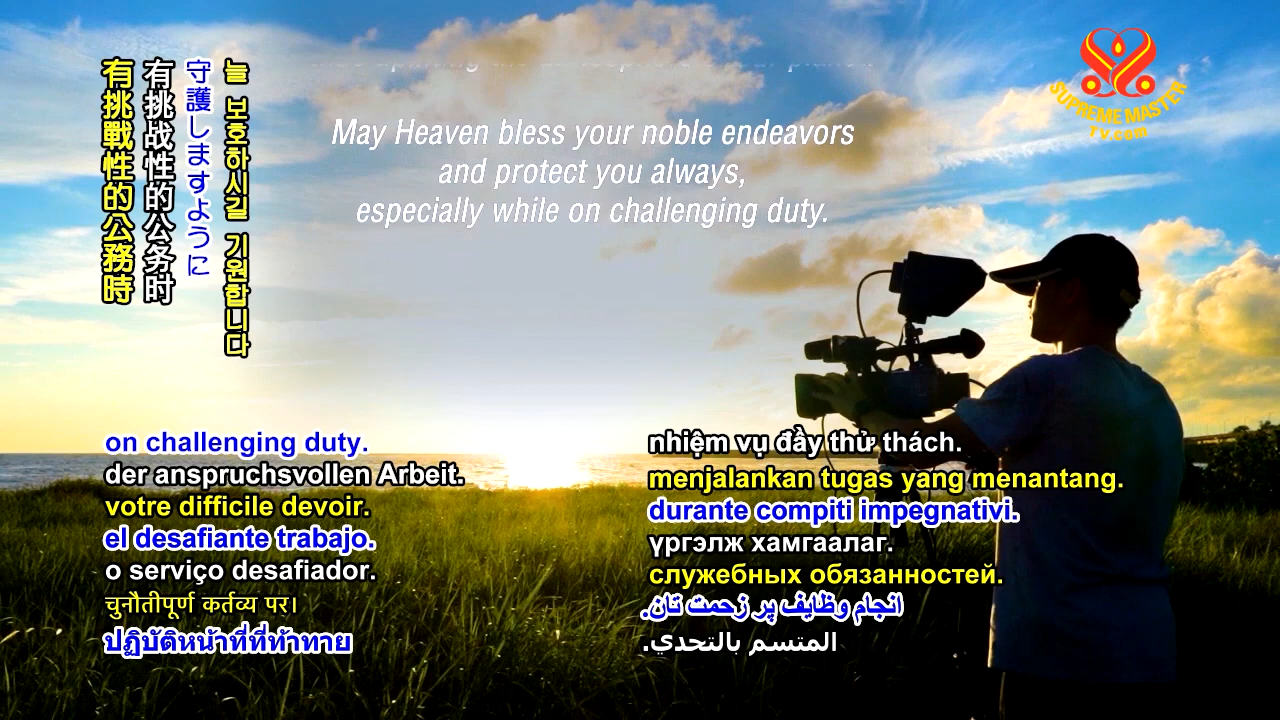 有挑戰性的公務時
有挑战性的公务时
守護しますように
늘 보호하시길 기원합니다
May Heaven bless your noble endeavors
and protect you always,
especially while on challenging duty.
SUPREME MASTER
TV.com
on challenging duty.
der anspruchsvollen Arbeit.
votre difficile devoir.
el desafiante trabajo.
o serviço desafiador.
चुनौतीपूर्ण कर्तव्य पर।
ปฏิบัติหน้าที่ที่ท้าทาย
nhiệm vụ đầy thử thách.
menjalankan tugas yang menantang.
durante compiti impegnativi.
үргэлж хамгаалаг.
служебных обязанностей.
انجام وظایف پر زحمت تان.
المتسم بالتحدي.